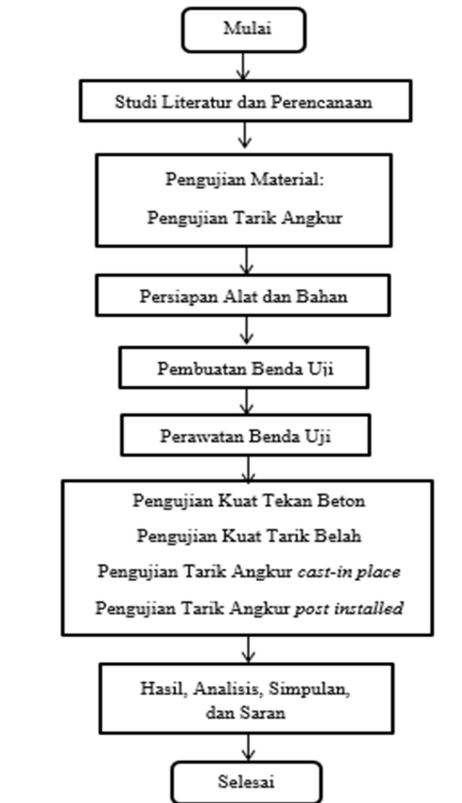 Mulai
Studi Literatur dan Perencanaan
Pengujian Material:
Pengujian Tarik Angkur
Persiapan Alat dan Bahan
Pembuatan Benda Uji
Perawatan Benda Uji
Pengujian Kuat Tekan Beton
Pengujian Kuat Tarik Belah
Pengujian Tarik Angkur cast-in place
Pengujian Tarik Angkur post installed
Hasil, Analisis, Simpulan,
dan Saran
Selesai